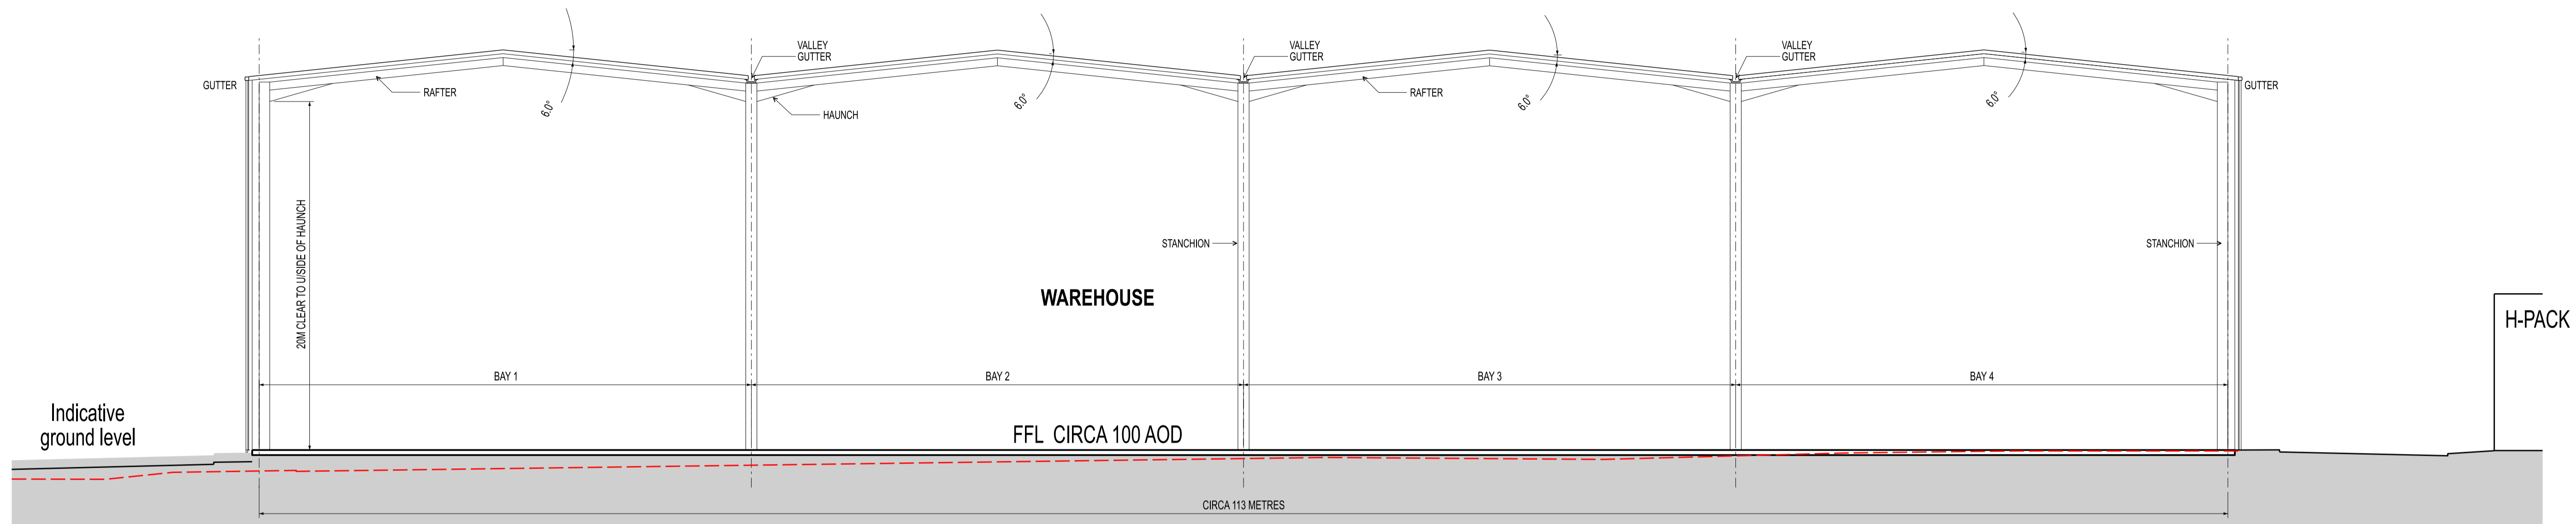 VALLEY
GUTTER
VALLEY
GUTTER
VALLEY
GUTTER
GUTTER
RAFTER
6.0°
HAUNCH
6.0°
RAFTER
6.0°
6.0°
GUTTER
20M CLEAR TO U/SIDE OF HAUNCH
STANCHION
STANCHION
WAREHOUSE
H-PACK
BAY 1
BAY 2
BAY 3
BAY 4
Indicative
ground level
FFL CIRCA 100 AOD
CIRCA 113 METRES